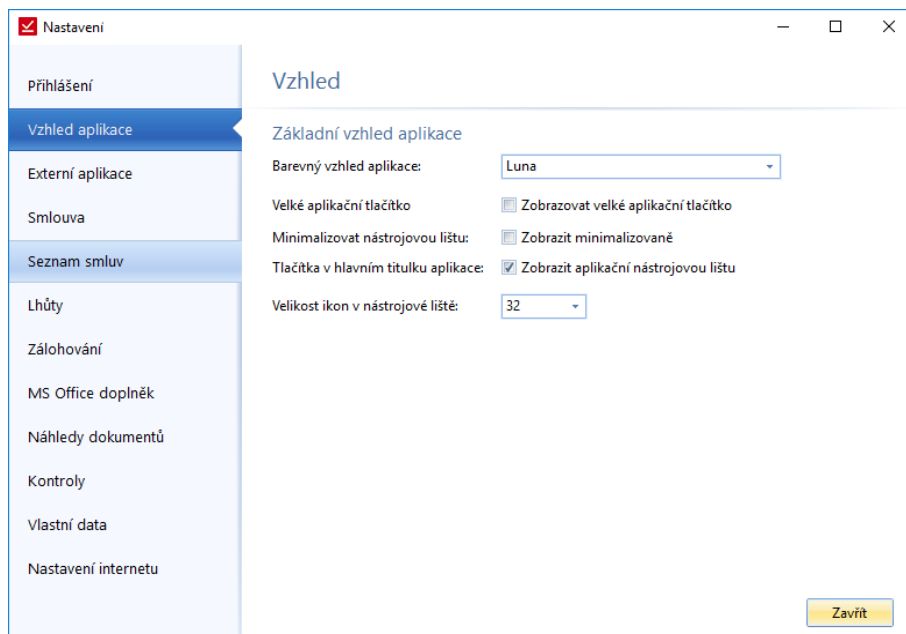 Nastavení
Přihlášení
Vzhled aplikace
Externí aplikace
Smlouva
Seznam smluv
Lhůty
Zálohování
MS Office doplněk
Náhledy dokumentů
Kontroly
Vlastní data
Nastavení internetu
Vzhled
Základní vzhled aplikace
Barevný vzhled aplikace: Luna
Velké aplikační tlačítko Zobrazovat velké aplikační tlačítko
Minimalizovat nástrojovou lištu: Zobrazit minimalizovaně
Tlačítka v hlavním titulku aplikace: Zobrazit aplikační nástrojovou lištu
Velikost ikon v nástrojové liště: 32
Zavřít